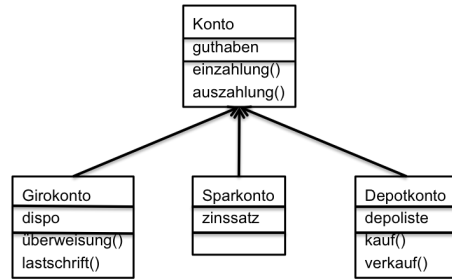 Konto
guthaben
einzahlung()
auszahlung()
Girokonto
dispo
überweisung()
lastschrift()
Sparkonto
zinssatz
Depotkonto
depoliste
kauf()
verkauf()